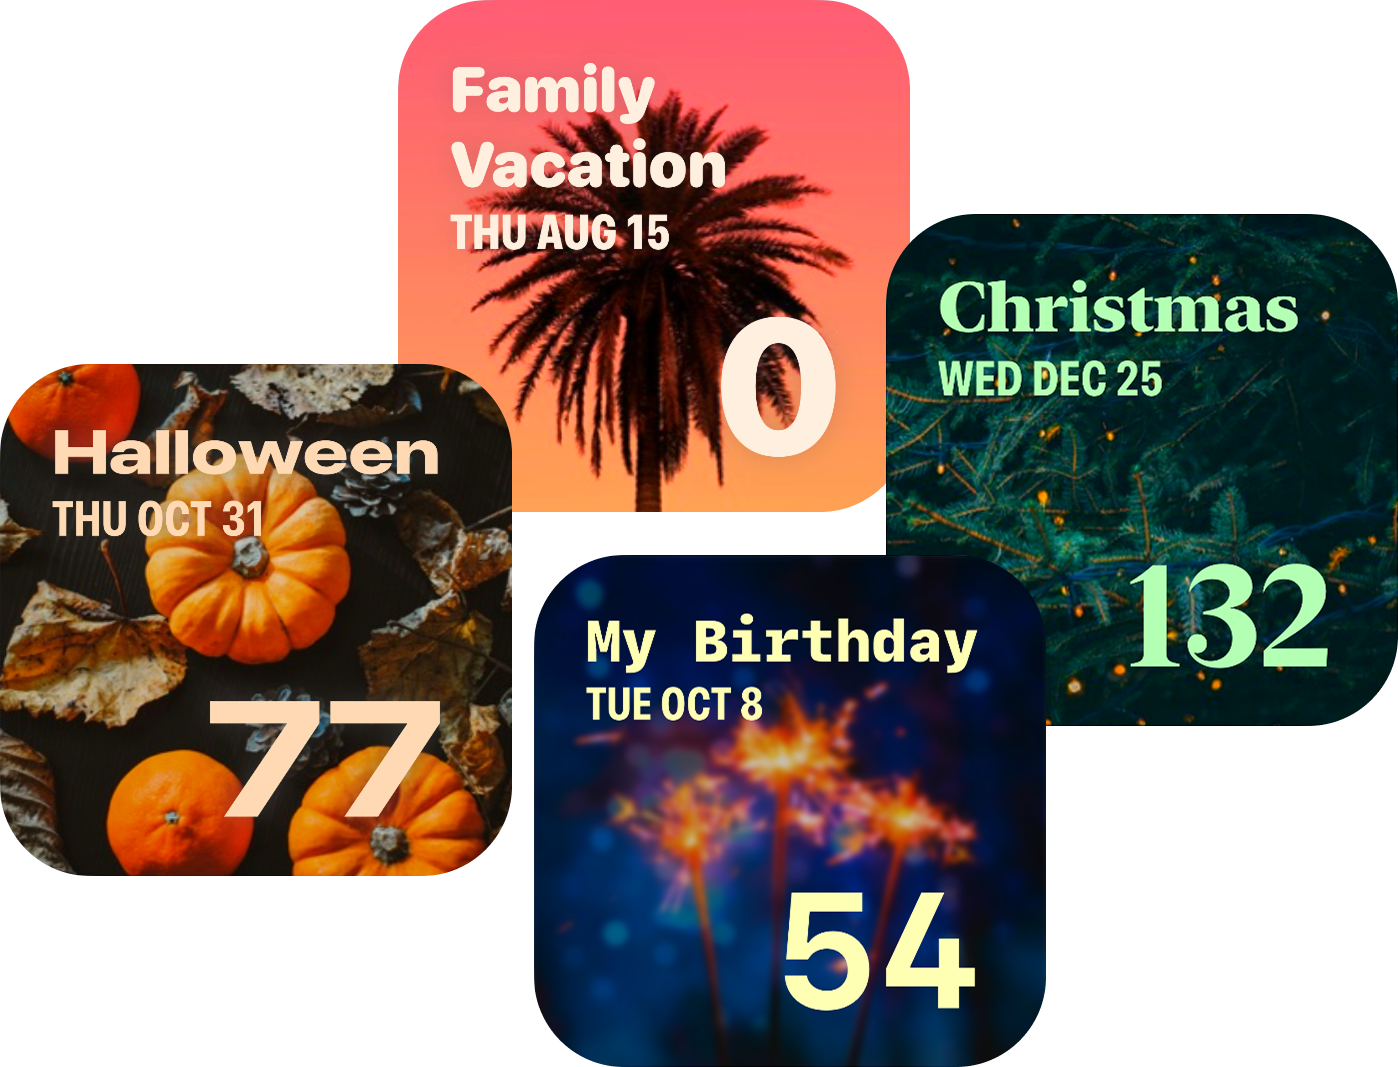 Family
Vacation
THU AUG 15
0
Christmas
WED DEC 25
132
Halloween
THU OCT 31
77
My Birthday
TUE OCT 8
54